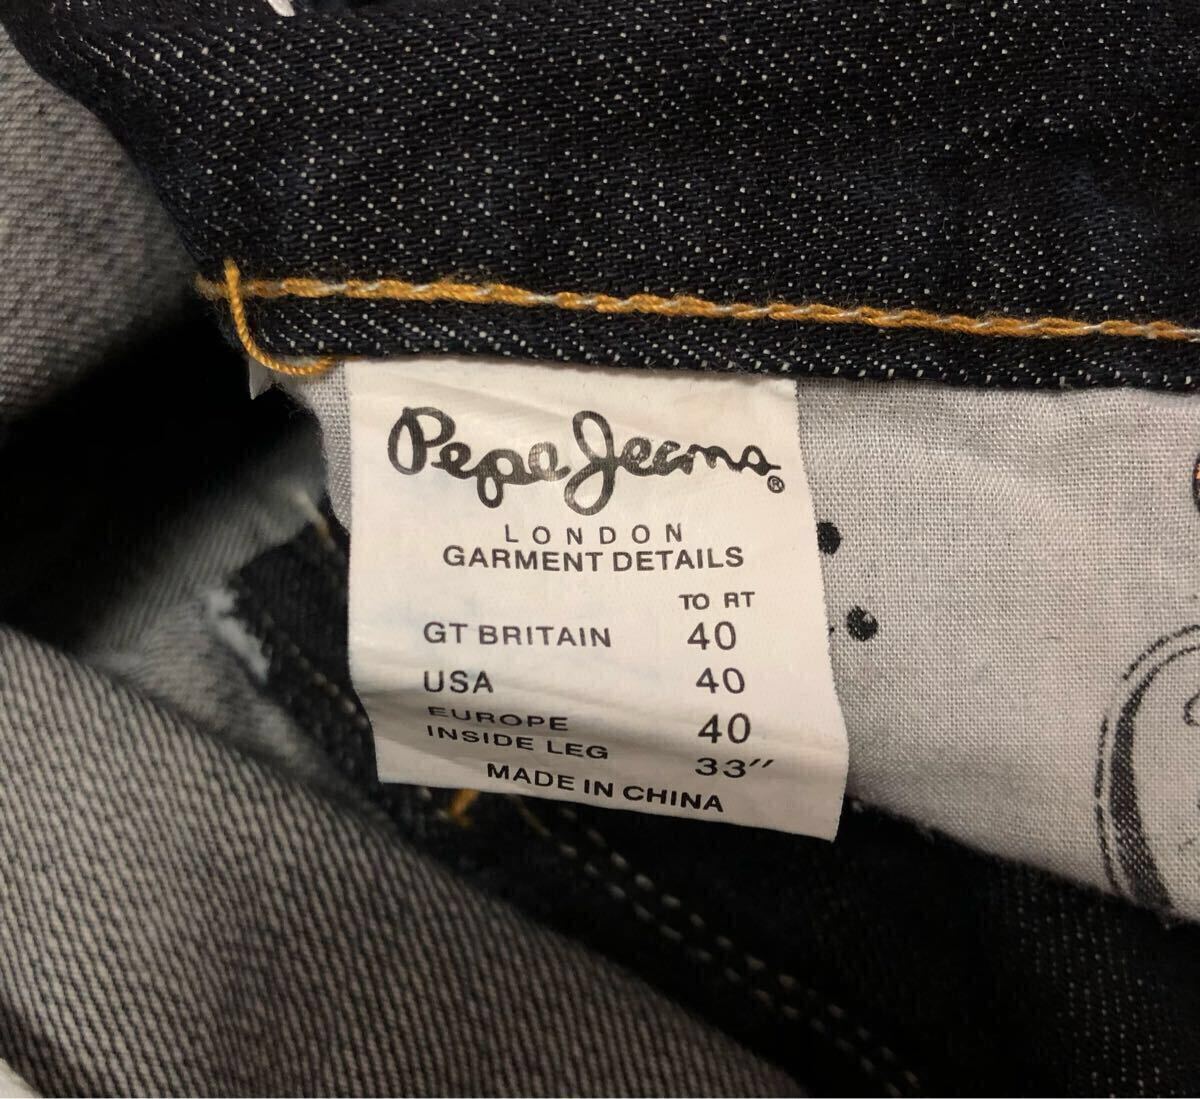 Pepe Jeans®
LONDON
GARMENT DETAILS
TO RT
GT BRITAIN 40
USA 40
EUROPE 40
INSIDE LEG 33"
MADE IN CHINA